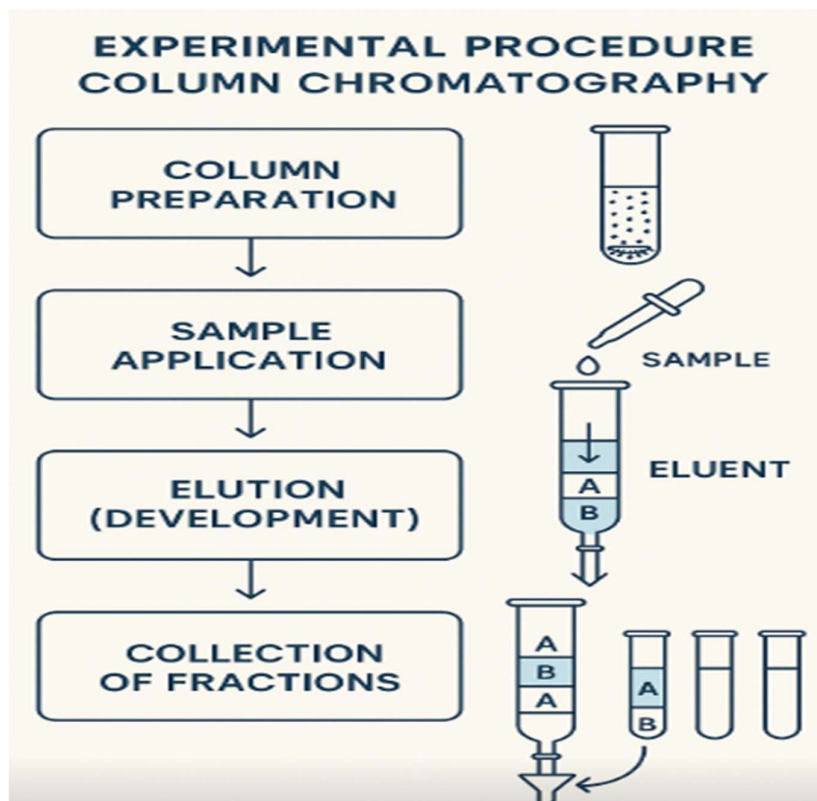 EXPERIMENTAL PROCEDURE
COLUMN CHROMATOGRAPHY
COLUMN
PREPARATION
SAMPLE
APPLICATION
SAMPLE
ELUTION
(DEVELOPMENT)
ELUENT
A
B
COLLECTION
OF FRACTIONS
A
B
A
A
B